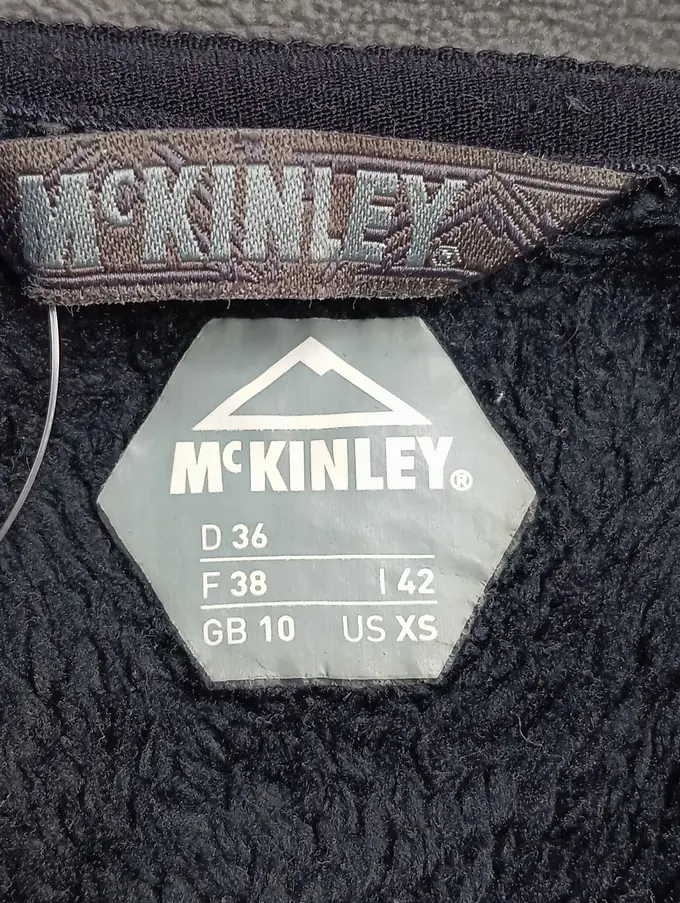 McKINLEY®
McKINLEY®
D 36
F 38 I 42
GB 10 US XS